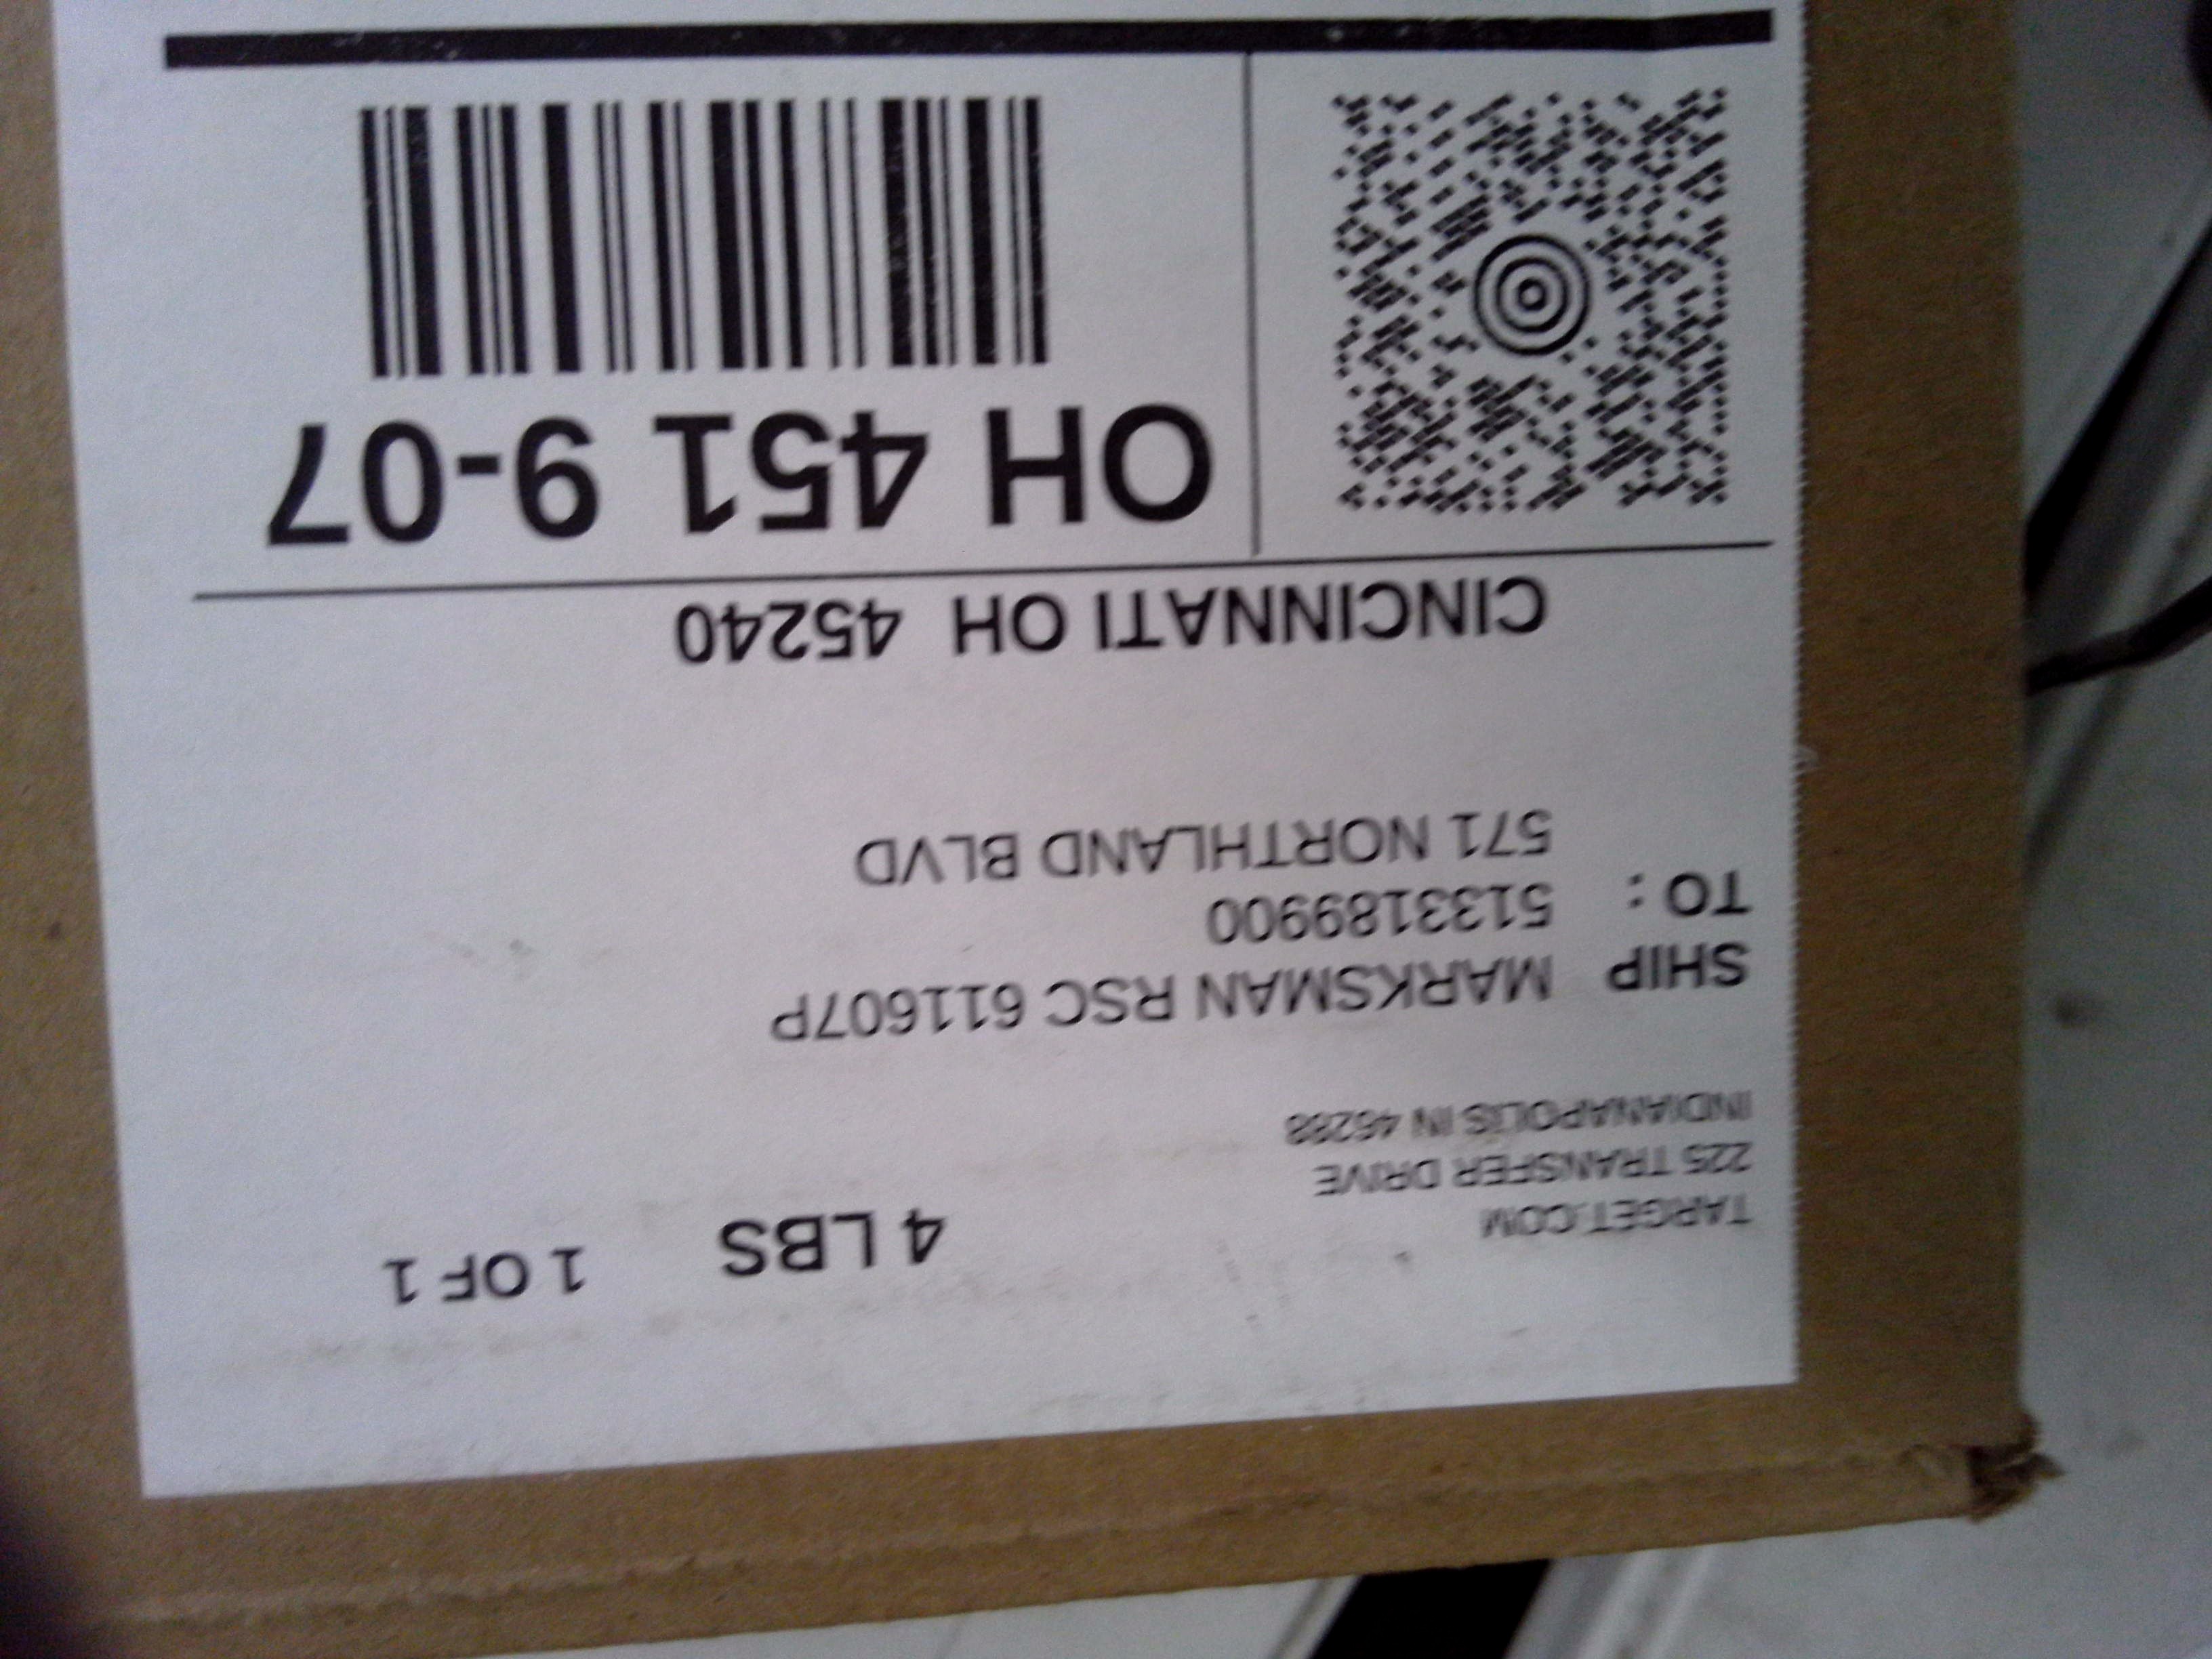 TARGET.COM
225 TRANSFER DRIVE
INDIANAPOLIS IN 46288
4 LBS
1 OF 1
SHIP TO :
MARKSMAN RSC 611607P
5133189900
571 NORTHLAND BLVD
CINCINNATI OH 45240
OH 451 9-07